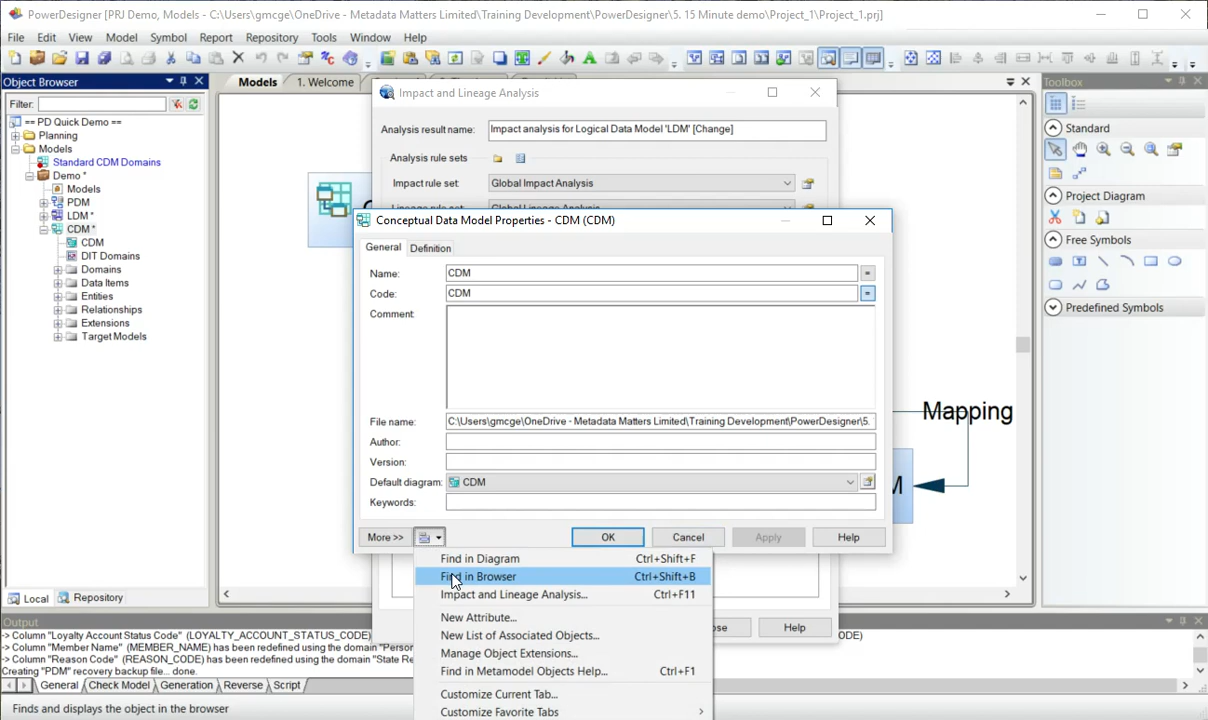 PowerDesigner [PRJ Demo, Models - C:\Users\gmcge\OneDrive - Metadata Matters Limited\Training Development\PowerDesigner\5. 15 Minute demo\Project_1\Project_1.prj]
File Edit View Model Symbol Report Repository Tools Window Help
Object Browser
Models 1. Welcome
Filter:
== PD Quick Demo ==
Planning
Models
Standard CDM Domains
Demo *
Models
PDM
LDM *
CDM *
CDM
DIT Domains
Domains
Data Items
Entities
Relationships
Extensions
Target Models
Local Repository
Impact and Lineage Analysis
Analysis result name: Impact analysis for Logical Data Model 'LDM' [Change]
Analysis rule sets
Impact rule set: Global Impact Analysis
Conceptual Data Model Properties - CDM (CDM)
General Definition
Name: CDM =
Code: CDM =
Comment:
File name: C:\Users\gmcge\OneDrive - Metadata Matters Limited\Training Development\PowerDesigner\5.
Author:
Version:
Default diagram: CDM
Keywords:
More >> OK Cancel Apply Help
Find in Diagram Ctrl+Shift+F
Find in Browser Ctrl+Shift+B
Impact and Lineage Analysis... Ctrl+F11
New Attribute...
New List of Associated Objects...
Manage Object Extensions...
Find in Metamodel Objects Help... Ctrl+F1
Customize Current Tab...
Customize Favorite Tabs
Help
Mapping
Toolbox
Standard
Project Diagram
Free Symbols
Predefined Symbols
Output
-> Column "Loyalty Account Status Code" (LOYALTY_ACCOUNT_STATUS_CODE)
-> Column "Member Name" (MEMBER_NAME) has been redefined using the domain "Person
-> Column "Reason Code" (REASON_CODE) has been redefined using the domain "State Re
Creating "PDM" recovery backup file... done.
General Check Model Generation Reverse Script
Finds and displays the object in the browser